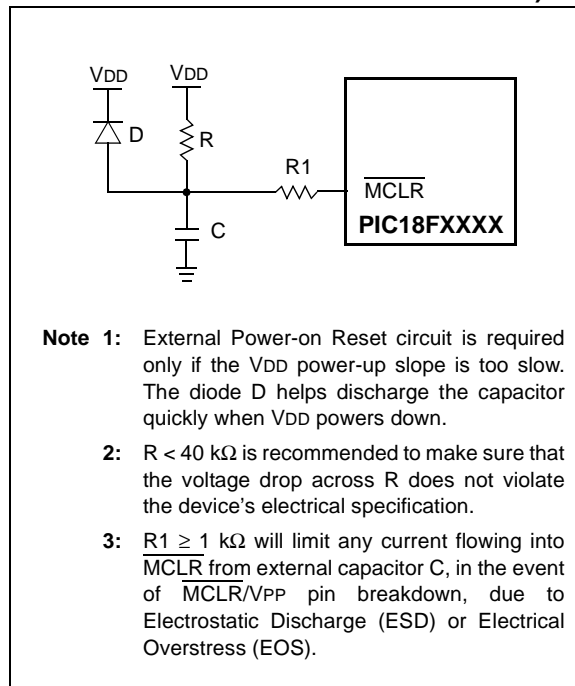 VDD VDD
D
R
R1
C
MCLR
PIC18FXXXX
Note 1: External Power-on Reset circuit is required
only if the VDD power-up slope is too slow.
The diode D helps discharge the capacitor
quickly when VDD powers down.
2: R < 40 kΩ is recommended to make sure that
the voltage drop across R does not violate
the device's electrical specification.
3: R1 ≥ 1 kΩ will limit any current flowing into
MCLR from external capacitor C, in the event
of MCLR/VPP pin breakdown, due to
Electrostatic Discharge (ESD) or Electrical
Overstress (EOS).